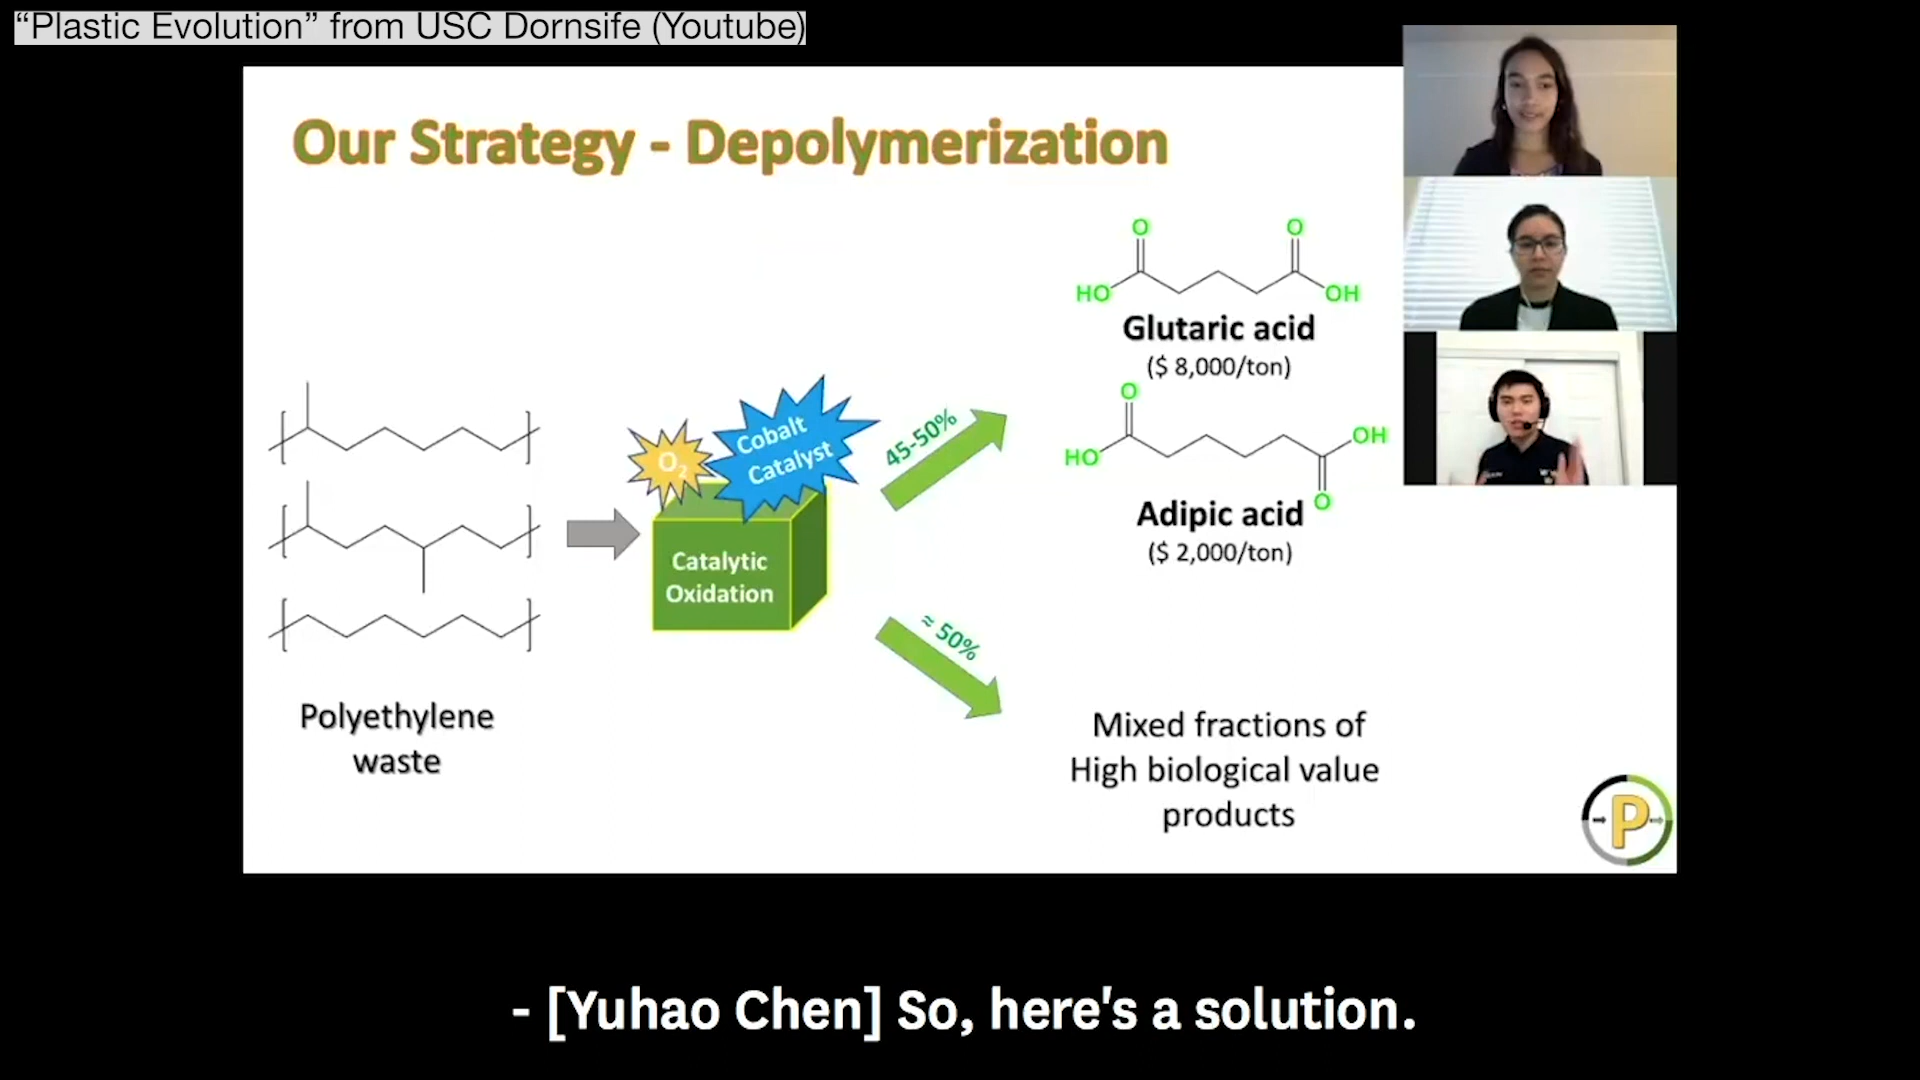 “Plastic Evolution” from USC Dornsife (Youtube)
Our Strategy - Depolymerization
O
O
HO
OH
Glutaric acid
($ 8,000/ton)
O
OH
HO
O
Adipic acid
($ 2,000/ton)
O2
Cobalt
Catalyst
45-50%
Catalytic
Oxidation
≈ 50%
Polyethylene
waste
Mixed fractions of
High biological value
products
P
- [Yuhao Chen] So, here's a solution.